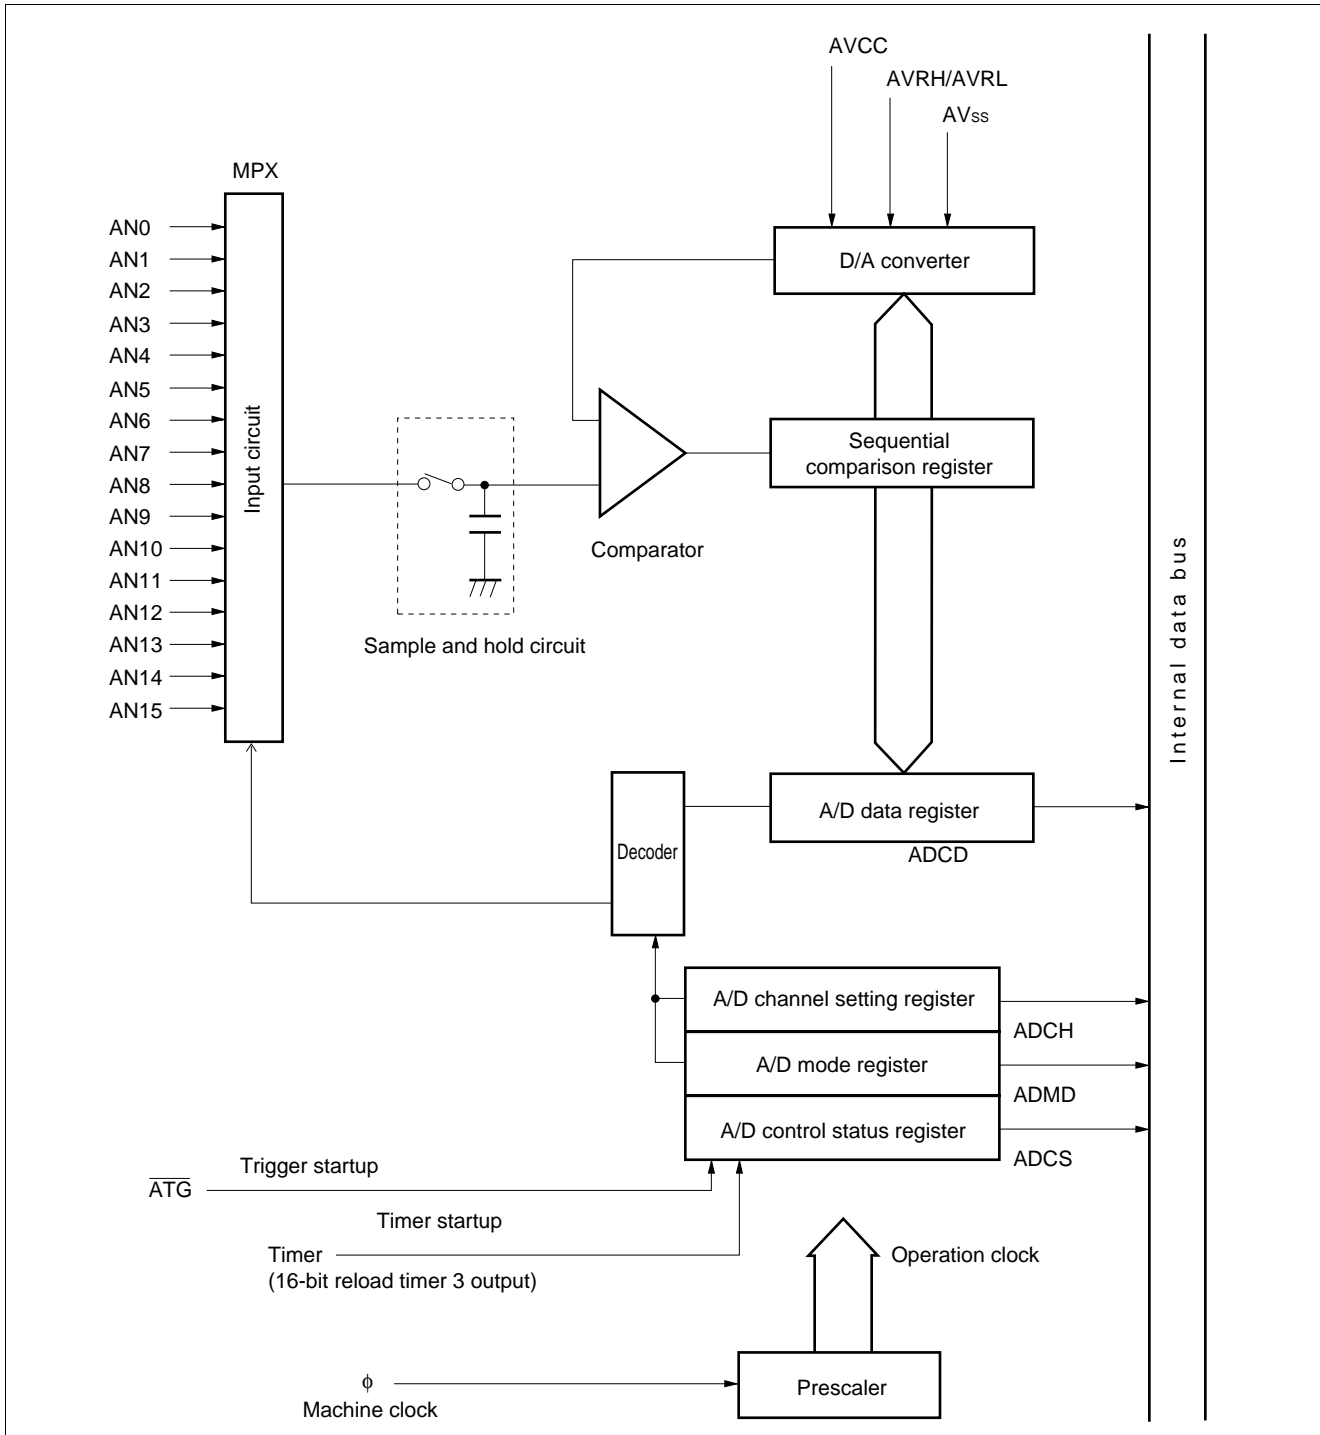 AVCC
AVRH/AVRL
AVSS
MPX
AN0
AN1
AN2
AN3
AN4
AN5
AN6
AN7
AN8
AN9
AN10
AN11
AN12
AN13
AN14
AN15
Input circuit
D/A converter
Sequential
comparison register
Comparator
Sample and hold circuit
Internal data bus
A/D data register
ADCD
Decoder
A/D channel setting register
ADCH
A/D mode register
ADMD
A/D control status register
ADCS
Trigger startup
ATG
Timer startup
Timer
(16-bit reload timer 3 output)
Operation clock
ϕ
Machine clock
Prescaler